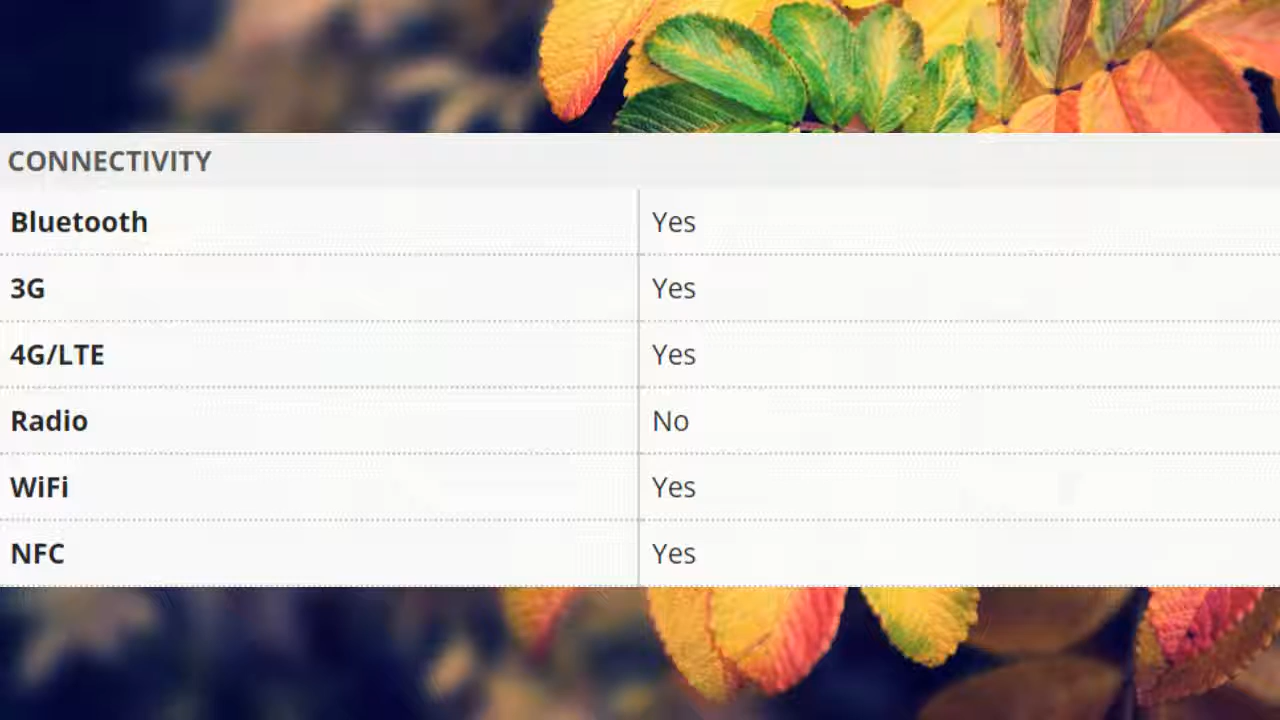 CONNECTIVITY
Bluetooth Yes
3G Yes
4G/LTE Yes
Radio No
WiFi Yes
NFC Yes